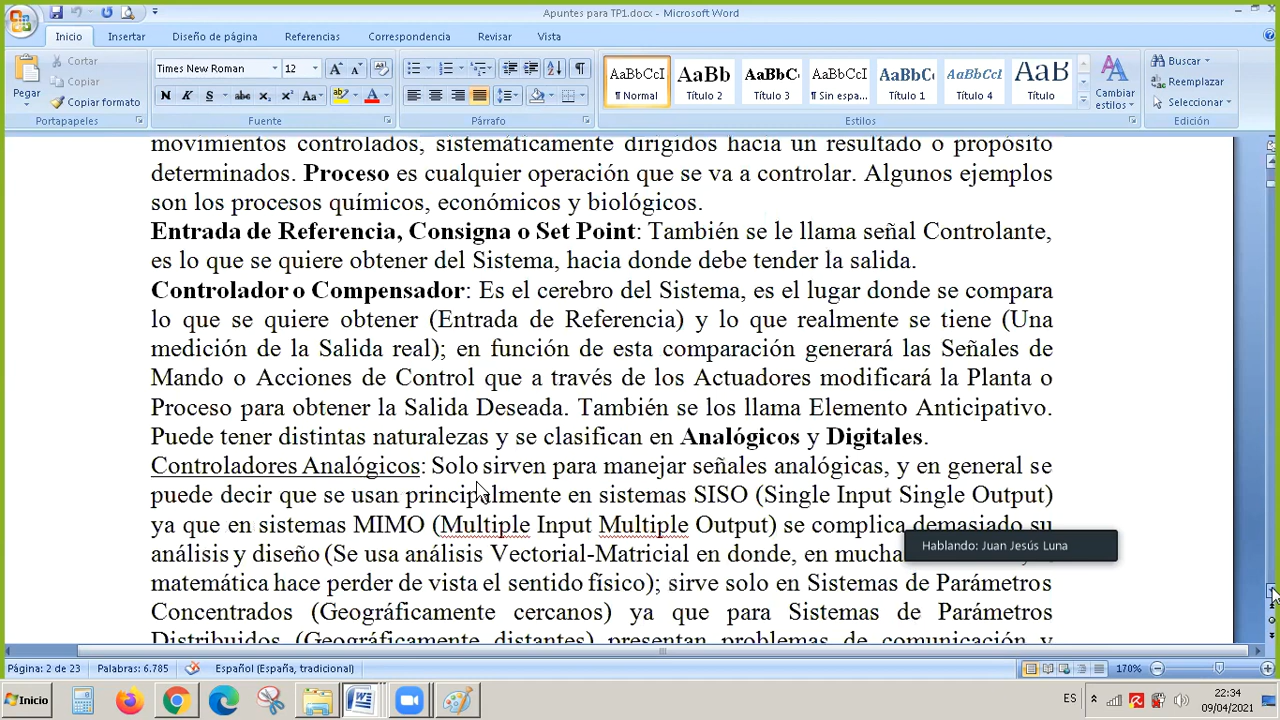 Apuntes para TP1.docx - Microsoft Word
Inicio Insertar Diseño de página Referencias Correspondencia Revisar Vista
Pegar
Cortar
Copiar
Copiar formato
Portapapeles
Times New Roman 12
N K S abc x₂ x² Aa
Fuente
Párrafo
AaBbCcI AaBb AaBbC AaBbCcI AaBbC AaBbCcI AaB
¶ Normal Título 2 Título 3 ¶ Sin espa... Título 1 Título 4 Título
Cambiar estilos
Estilos
Buscar
Reemplazar
Seleccionar
Edición
movimientos controlados, sistemáticamente dirigidos hacia un resultado o propósito
determinados. Proceso es cualquier operación que se va a controlar. Algunos ejemplos
son los procesos químicos, económicos y biológicos.
Entrada de Referencia, Consigna o Set Point: También se le llama señal Controlante,
es lo que se quiere obtener del Sistema, hacia donde debe tender la salida.
Controlador o Compensador: Es el cerebro del Sistema, es el lugar donde se compara
lo que se quiere obtener (Entrada de Referencia) y lo que realmente se tiene (Una
medición de la Salida real); en función de esta comparación generará las Señales de
Mando o Acciones de Control que a través de los Actuadores modificará la Planta o
Proceso para obtener la Salida Deseada. También se los llama Elemento Anticipativo.
Puede tener distintas naturalezas y se clasifican en Analógicos y Digitales.
Controladores Analógicos: Solo sirven para manejar señales analógicas, y en general se
puede decir que se usan principalmente en sistemas SISO (Single Input Single Output)
ya que en sistemas MIMO (Multiple Input Multiple Output) se complica demasiado su
análisis y diseño (Se usa análisis Vectorial-Matricial en donde, en
Hablando: Juan Jesús Luna
matemática hace perder de vista el sentido físico); sirve solo en Sistemas de Parámetros
Concentrados (Geográficamente cercanos) ya que para Sistemas de Parámetros
Distribuidos (Geográficamente distantes) presentan problemas de comunicación y
Página: 2 de 23 Palabras: 6.785 Español (España, tradicional) 170%
Inicio
ES
22:34
09/04/2021